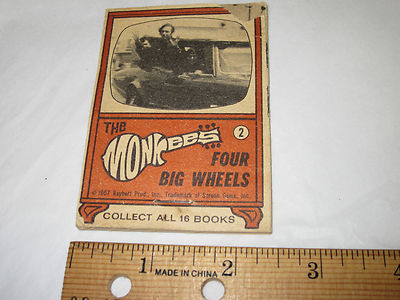 THE
MONKEES
2
FOUR
BIG WHEELS
© 1967 Raybert Prod., Inc. Trademark of Screen Gems, Inc.
COLLECT ALL 16 BOOKS
1 MADE IN CHINA 2 3 4